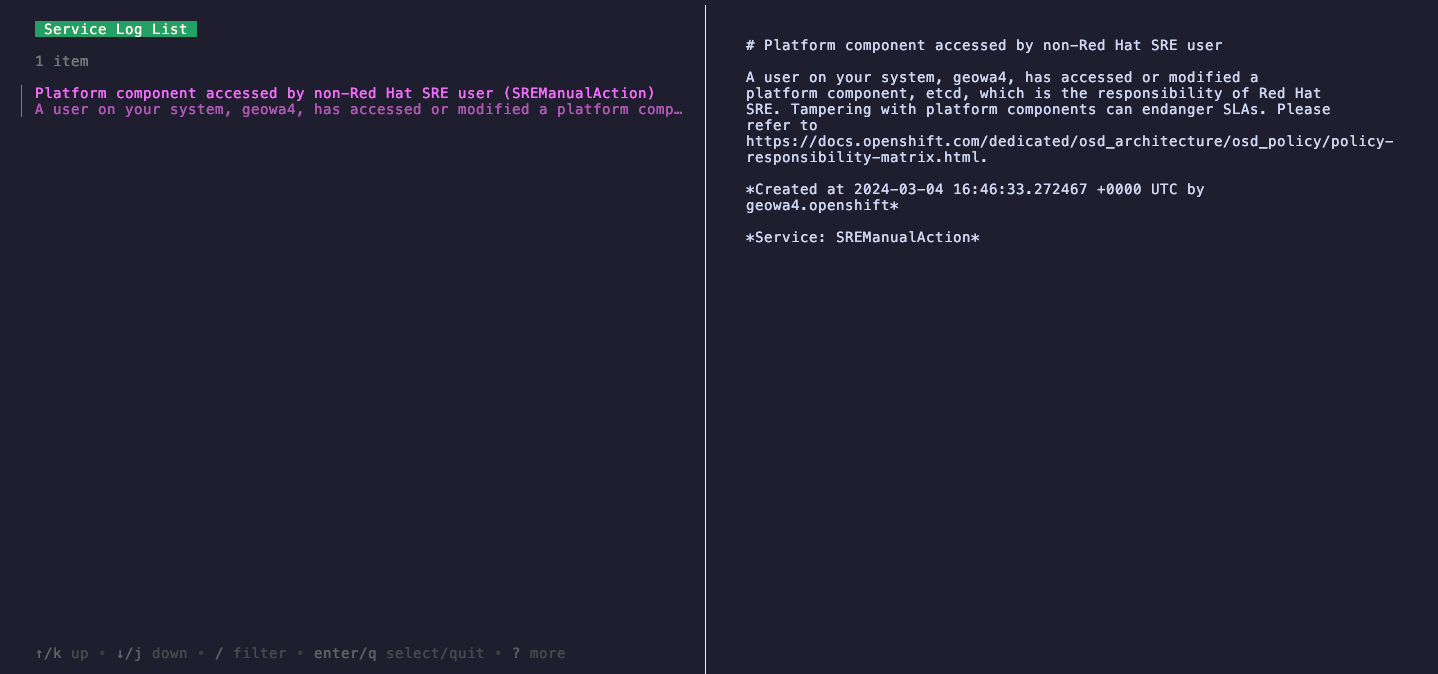 Service Log List
1 item
Platform component accessed by non-Red Hat SRE user (SREManualAction)
A user on your system, geowa4, has accessed or modified a platform comp…
↑/k up • ↓/j down • / filter • enter/q select/quit • ? more
# Platform component accessed by non-Red Hat SRE user
A user on your system, geowa4, has accessed or modified a
platform component, etcd, which is the responsibility of Red Hat
SRE. Tampering with platform components can endanger SLAs. Please
refer to
https://docs.openshift.com/dedicated/osd_architecture/osd_policy/policy-
responsibility-matrix.html.
*Created at 2024-03-04 16:46:33.272467 +0000 UTC by
geowa4.openshift*
*Service: SREManualAction*